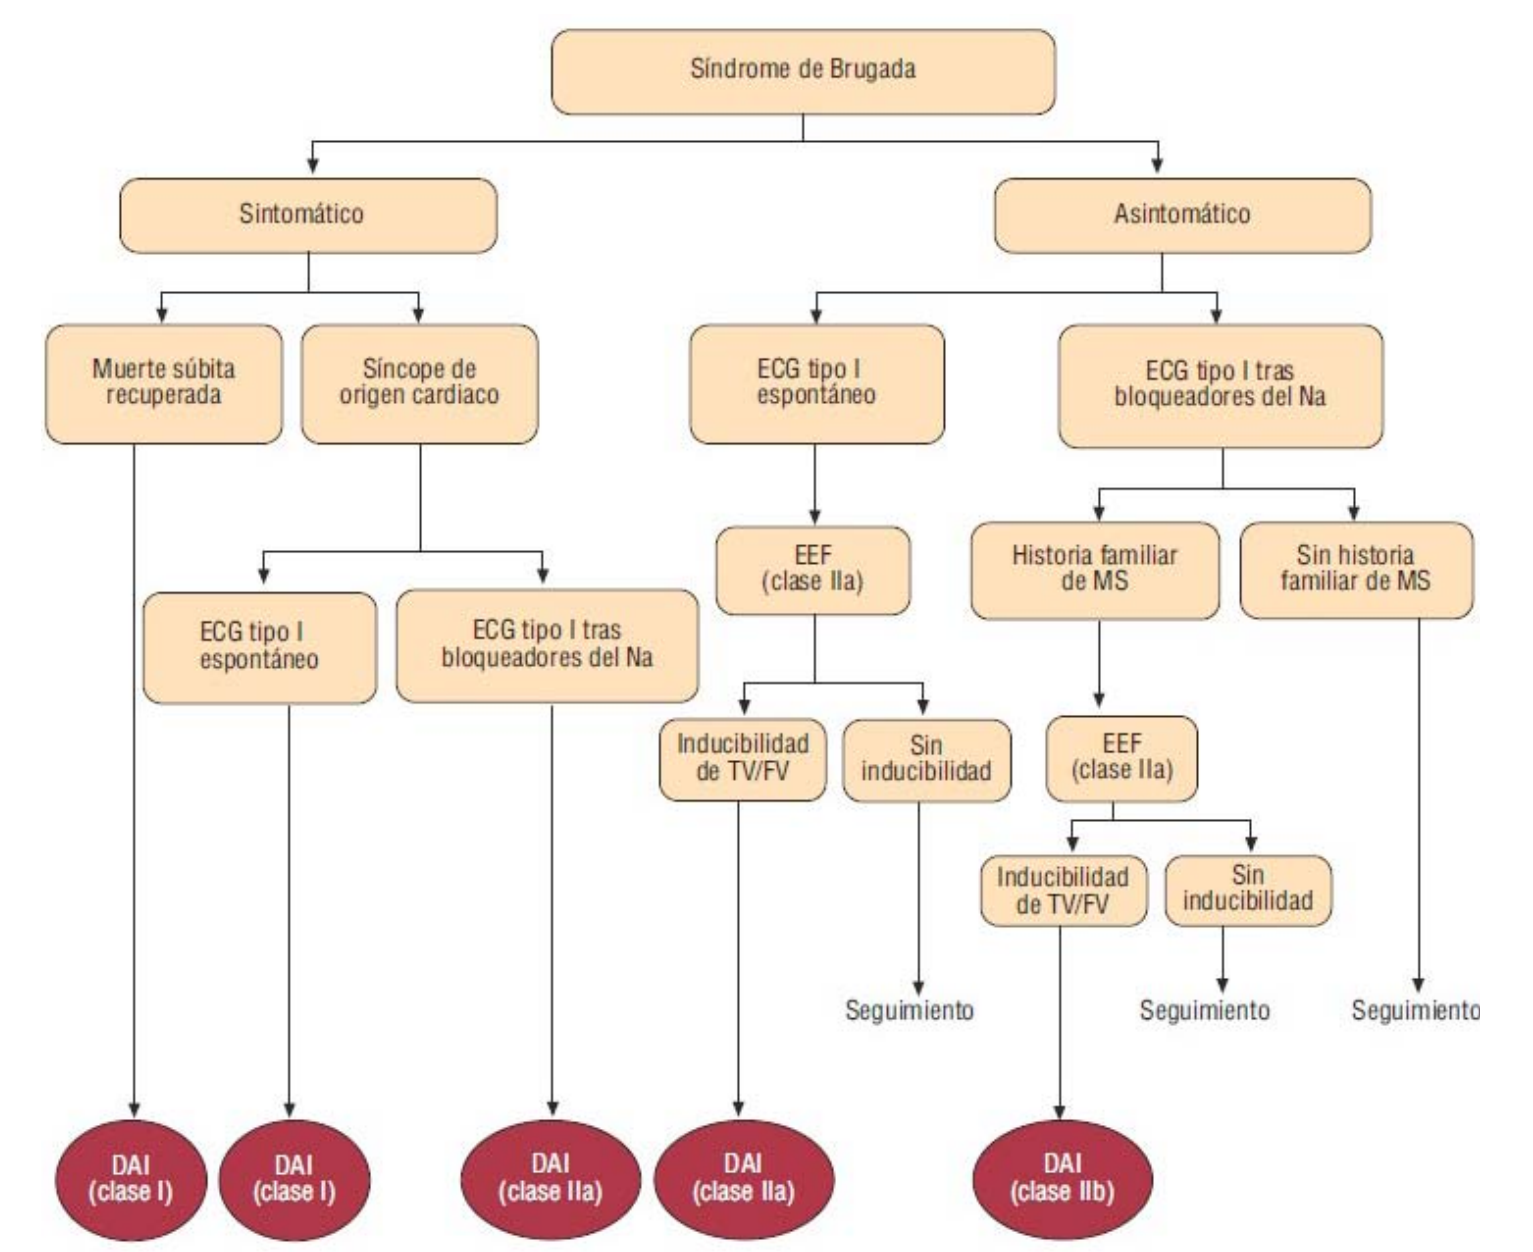 Síndrome de Brugada
Sintomático
Asintomático
Muerte súbita
recuperada
Síncope de
origen cardiaco
ECG tipo I
espontáneo
ECG tipo I tras
bloqueadores del Na
EEF
(clase IIa)
Historia familiar
de MS
Sin historia
familiar de MS
ECG tipo I
espontáneo
ECG tipo I tras
bloqueadores del Na
Inducibilidad
de TV/FV
Sin
inducibilidad
EEF
(clase IIa)
Inducibilidad
de TV/FV
Sin
inducibilidad
Seguimiento
Seguimiento
Seguimiento
DAI
(clase I)
DAI
(clase I)
DAI
(clase IIa)
DAI
(clase IIa)
DAI
(clase IIb)